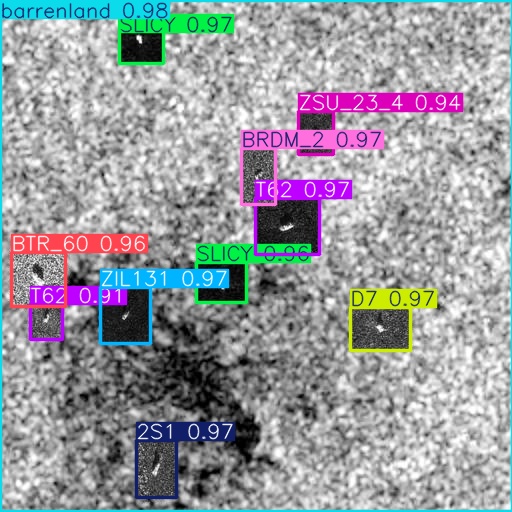 barrenland 0.98
SLICY 0.97
ZSU_23_4 0.94
BRDM_2 0.97
T62 0.97
BTR_60 0.96
SLICY 0.96
ZIL131 0.97
T62 0.91
D7 0.97
2S1 0.97